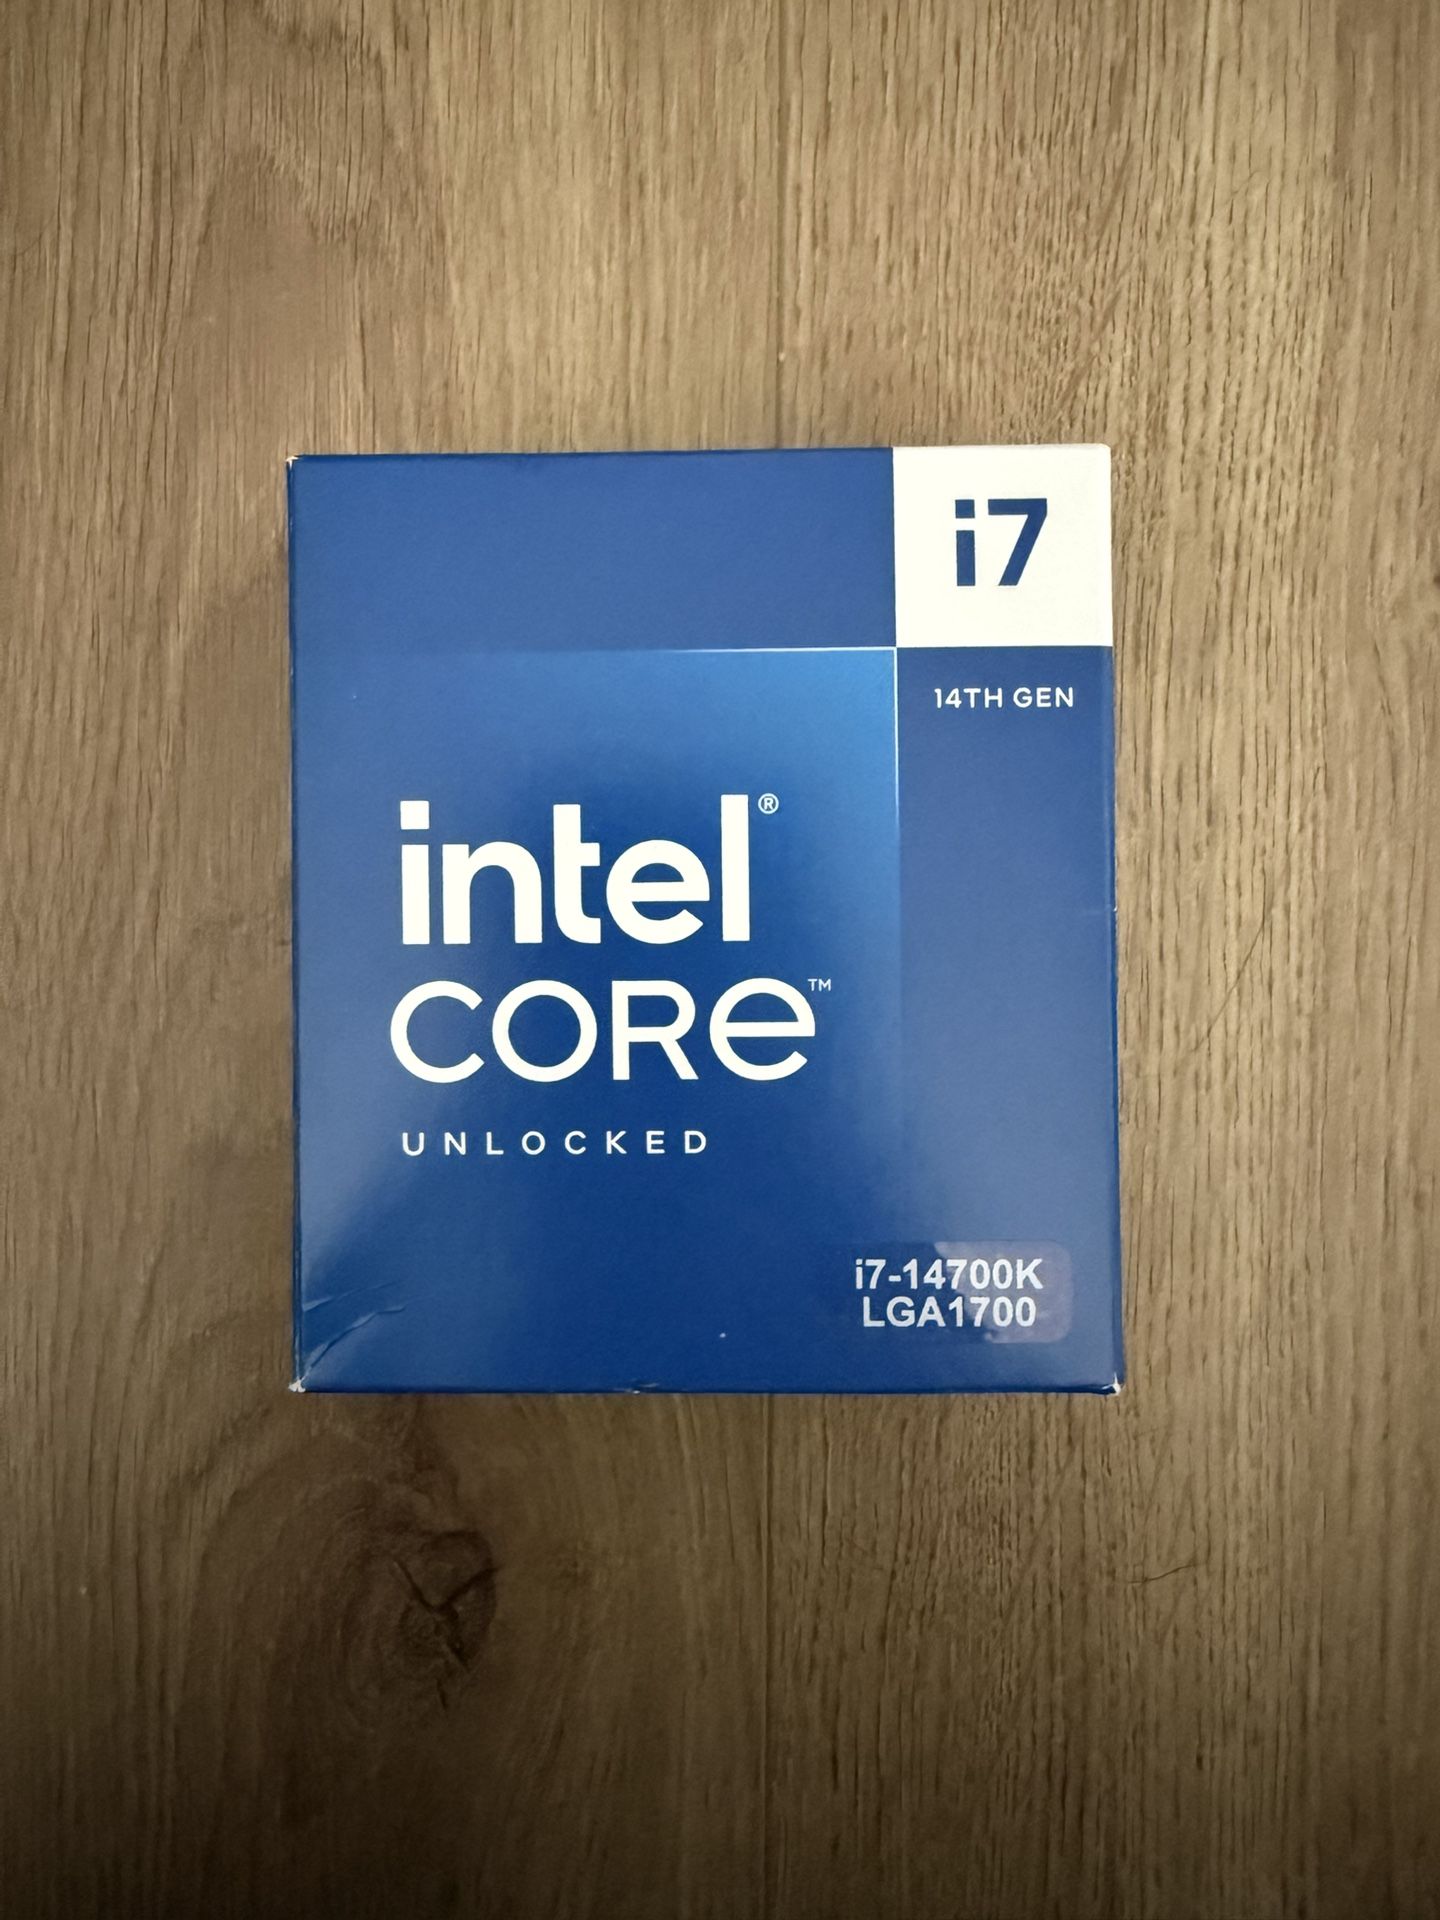 i7
14TH GEN
intel®
CORE™
UNLOCKED
i7-14700K
LGA1700